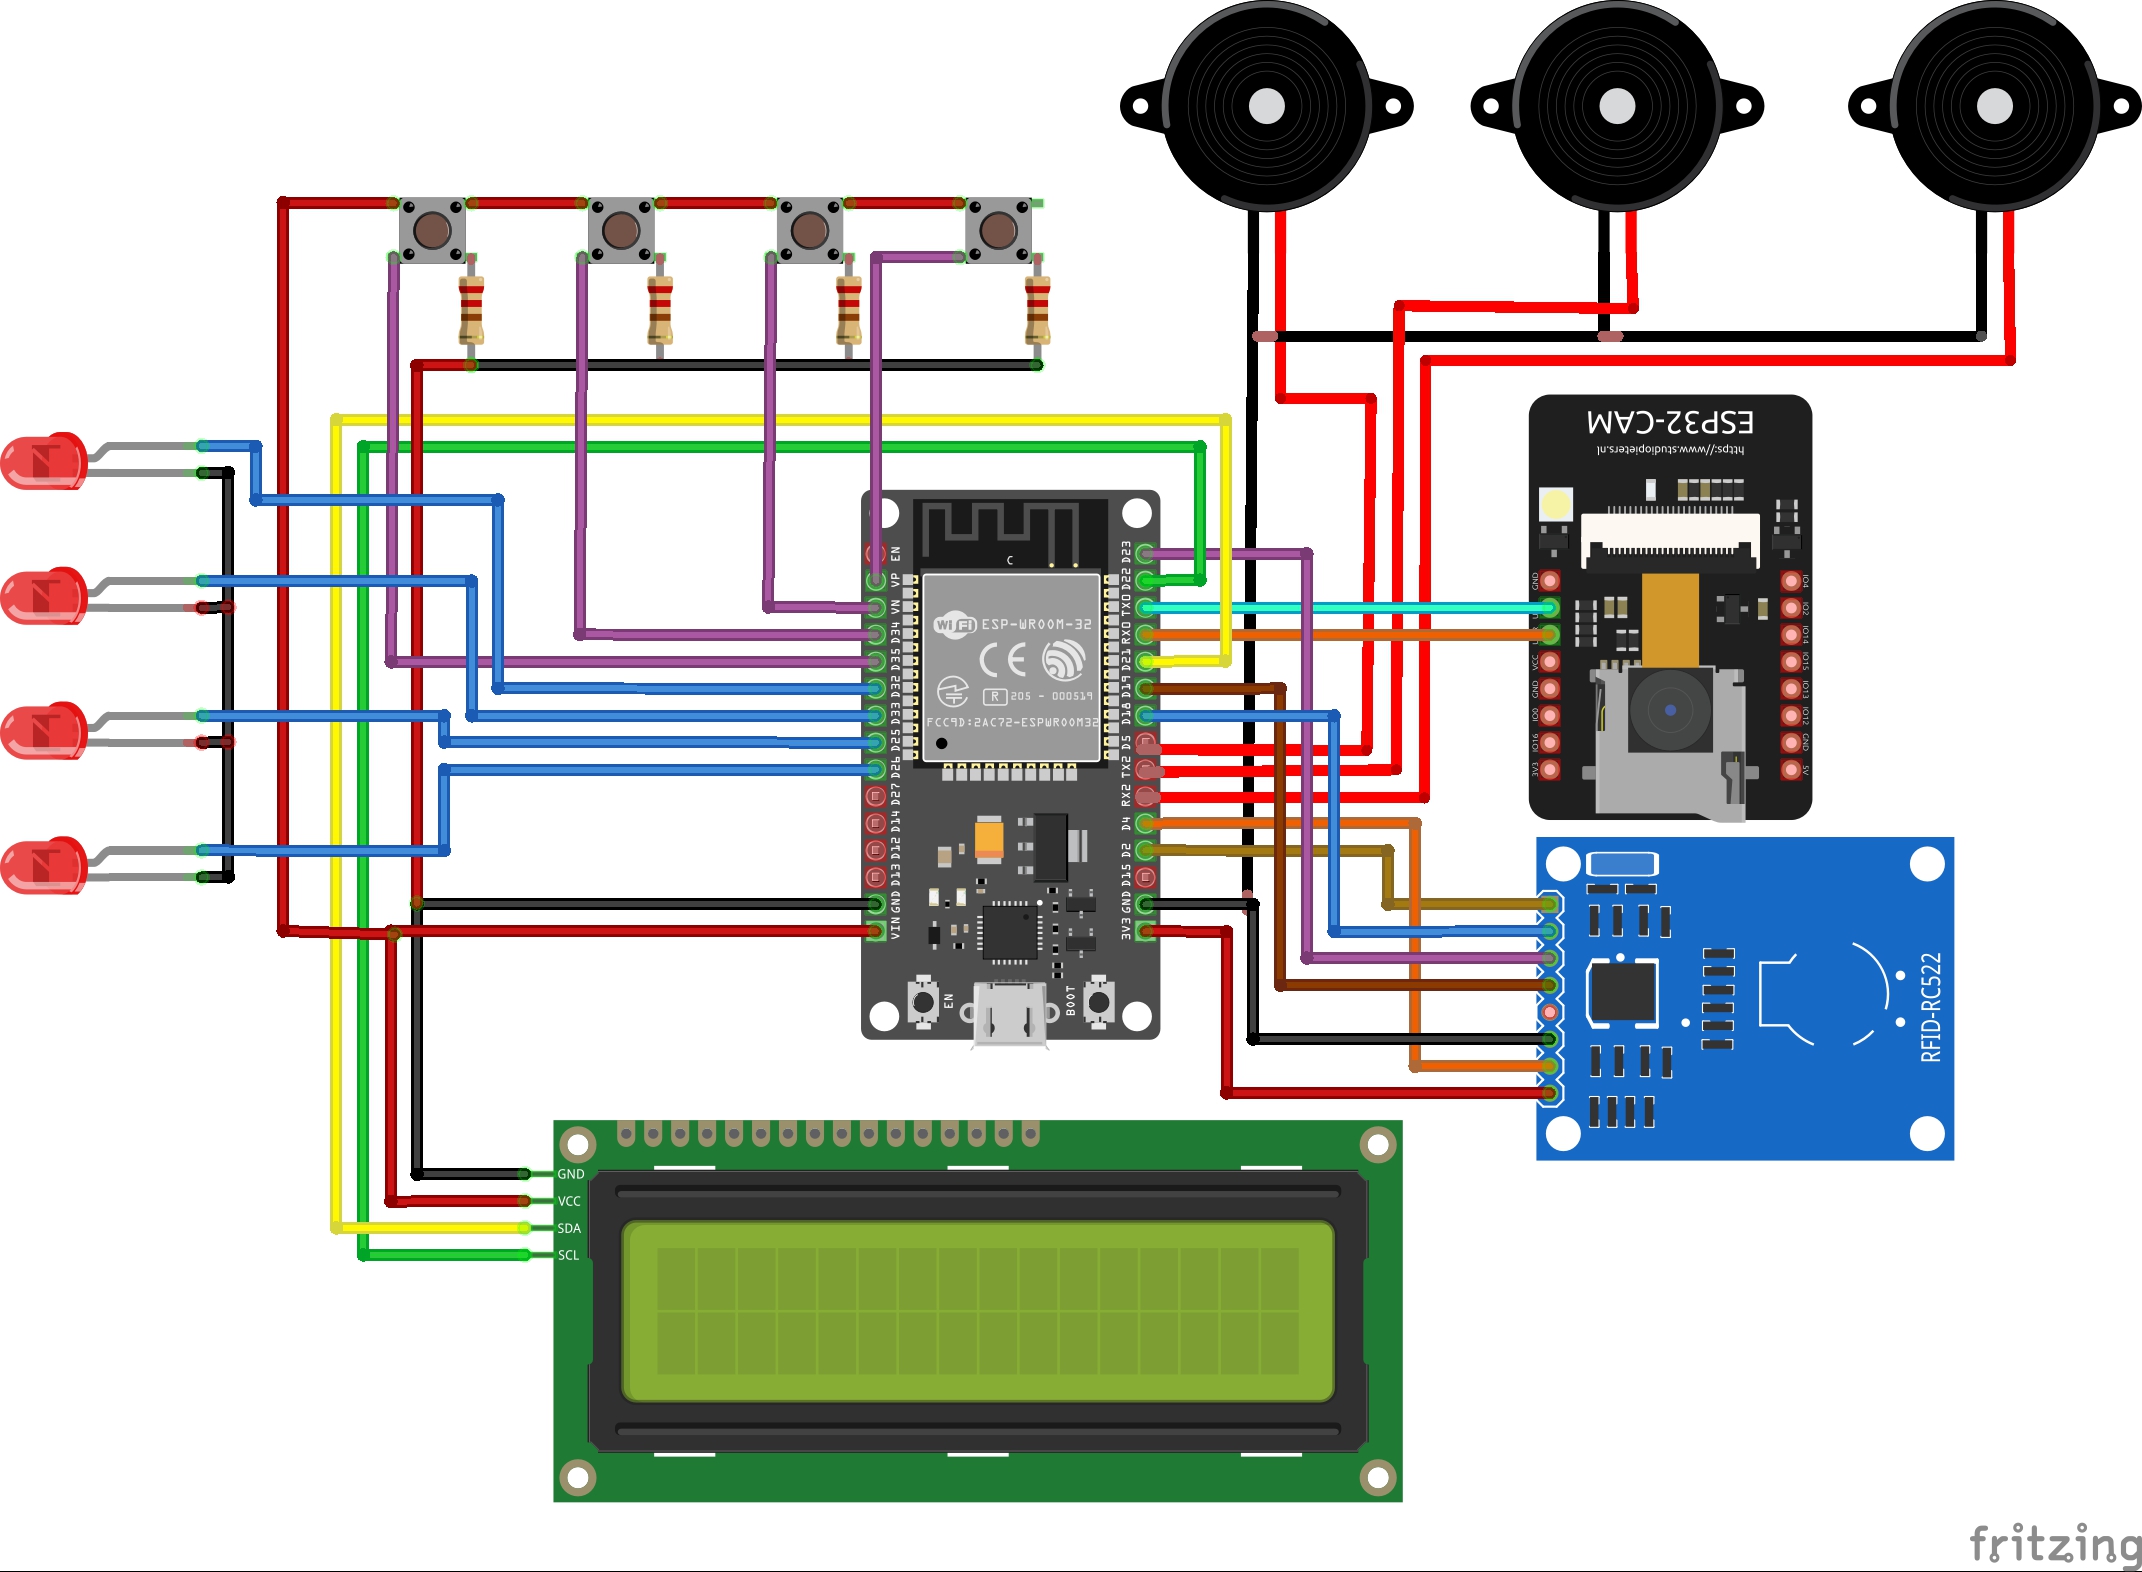 ESP32-CAM
https://www.studiopieters.nl
GND
VCC
GND
IO0
IO16
3V3
IO4
IO2
IO14
IO15
IO13
IO12
GND
5V
EN
VP
VN
D34
D35
D32
D33
D25
D26
D27
D14
D12
D13
GND
VIN
D23
D22
TX0
RX0
D21
D19
D18
D5
TX2
RX2
D4
D2
D15
GND
3V3
C
WiFi ESP-WROOM-32
CE
R 205 - 000519
FCC9D:2AC72-ESPWROOM32
EN
BOOT
RFID-RC522
GND
VCC
SDA
SCL
fritzing